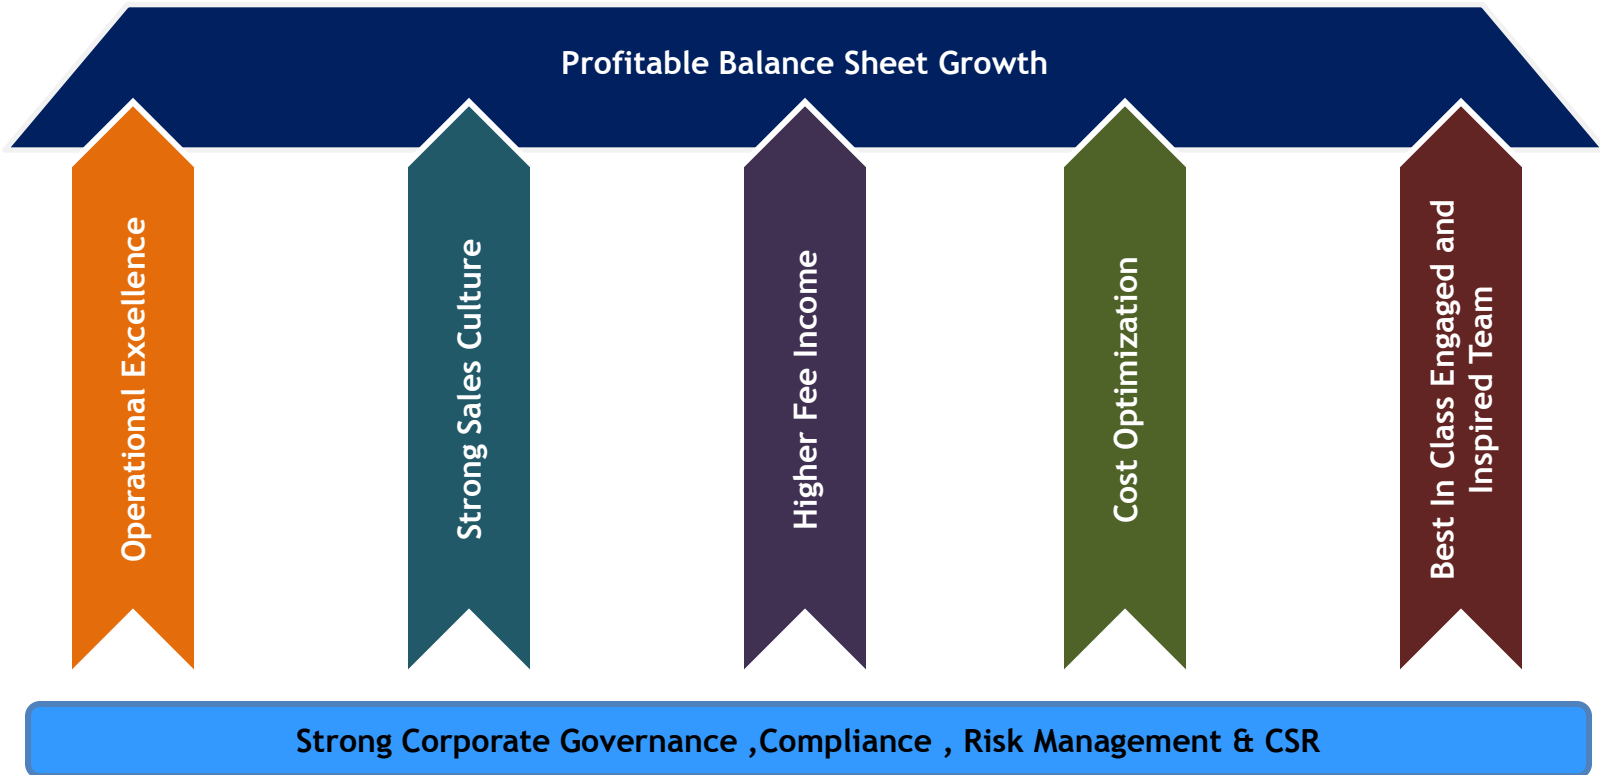 Profitable Balance Sheet Growth
Operational Excellence
Strong Sales Culture
Higher Fee Income
Cost Optimization
Best In Class Engaged and
Inspired Team
Strong Corporate Governance ,Compliance , Risk Management & CSR